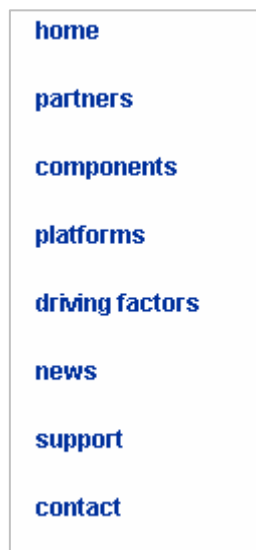 home
partners
components
platforms
driving factors
news
support
contact